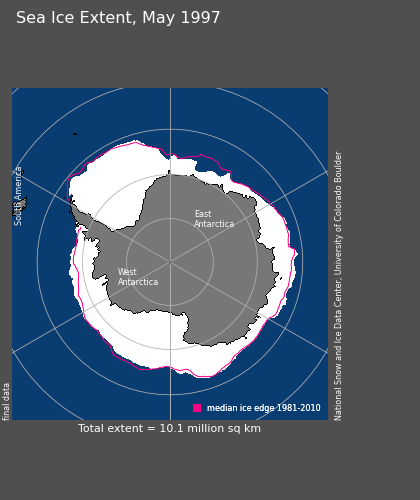 Sea Ice Extent, May 1997
South America
East
Antarctica
West
Antarctica
National Snow and Ice Data Center, University of Colorado Boulder
final data
median ice edge 1981-2010
Total extent = 10.1 million sq km